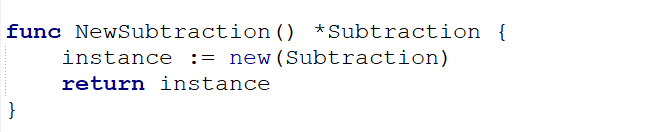 func NewSubtraction() *Subtraction {
    instance := new(Subtraction)
    return instance
}